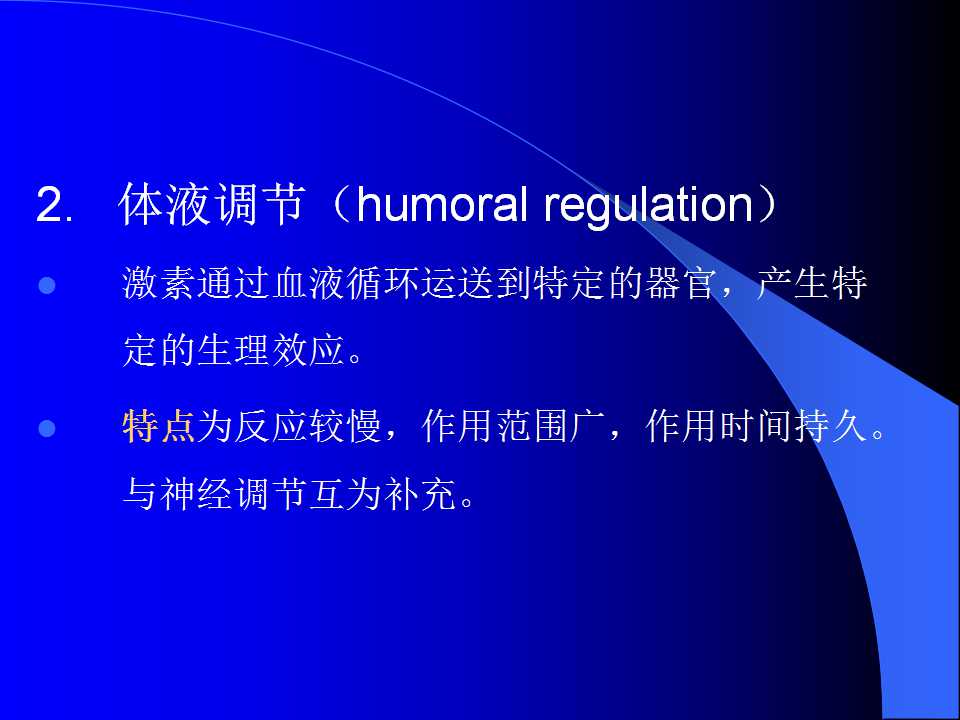 2. 体液调节（humoral regulation）
激素通过血液循环运送到特定的器官，产生特
定的生理效应。
特点为反应较慢，作用范围广，作用时间持久。
与神经调节互为补充。